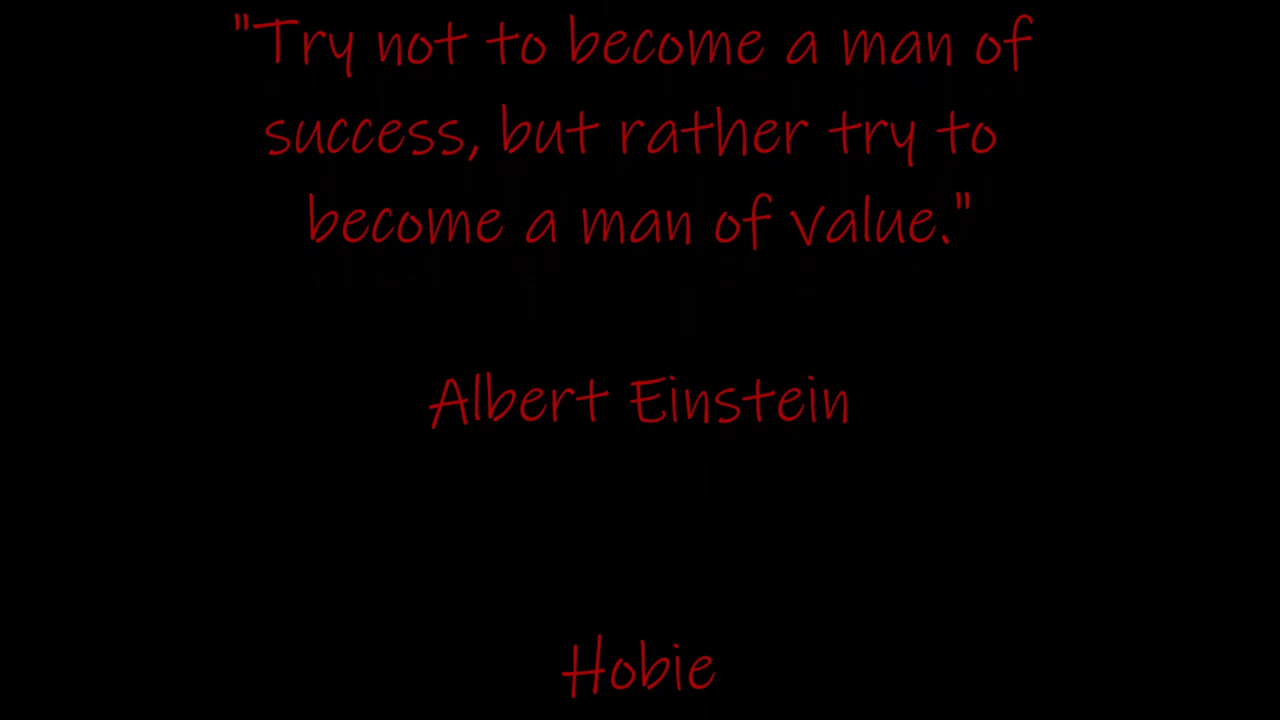 "Try not to become a man of
success, but rather try to
become a man of value."
Albert Einstein
Hobie